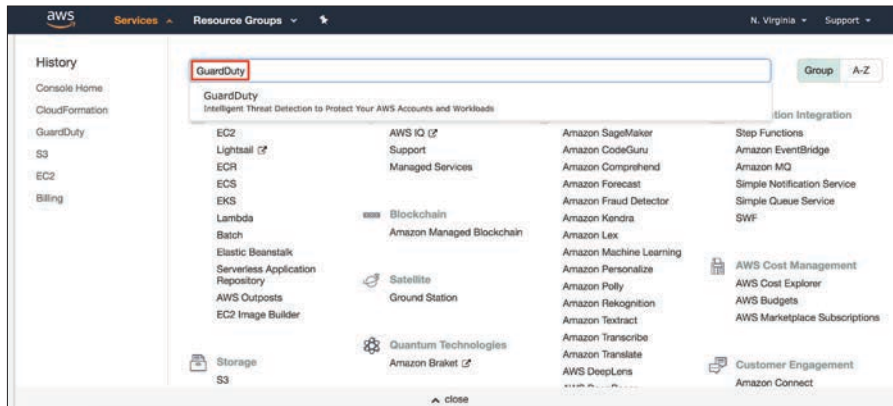 aws
Services
Resource Groups
N. Virginia
Support
History
Console Home
CloudFormation
GuardDuty
S3
EC2
Billing
GuardDuty
Group
A-Z
GuardDuty
Intelligent Threat Detection to Protect Your AWS Accounts and Workloads
EC2
Lightsail
ECR
ECS
EKS
Lambda
Batch
Elastic Beanstalk
Serverless Application
Repository
AWS Outposts
EC2 Image Builder
Storage
S3
AWS IQ
Support
Managed Services
Blockchain
Amazon Managed Blockchain
Satellite
Ground Station
Quantum Technologies
Amazon Braket
Amazon SageMaker
Amazon CodeGuru
Amazon Comprehend
Amazon Forecast
Amazon Fraud Detector
Amazon Kendra
Amazon Lex
Amazon Machine Learning
Amazon Personalize
Amazon Polly
Amazon Rekognition
Amazon Textract
Amazon Transcribe
Amazon Translate
AWS DeepLens
Integration
Step Functions
Amazon EventBridge
Amazon MQ
Simple Notification Service
Simple Queue Service
SWF
AWS Cost Management
AWS Cost Explorer
AWS Budgets
AWS Marketplace Subscriptions
Customer Engagement
Amazon Connect
close